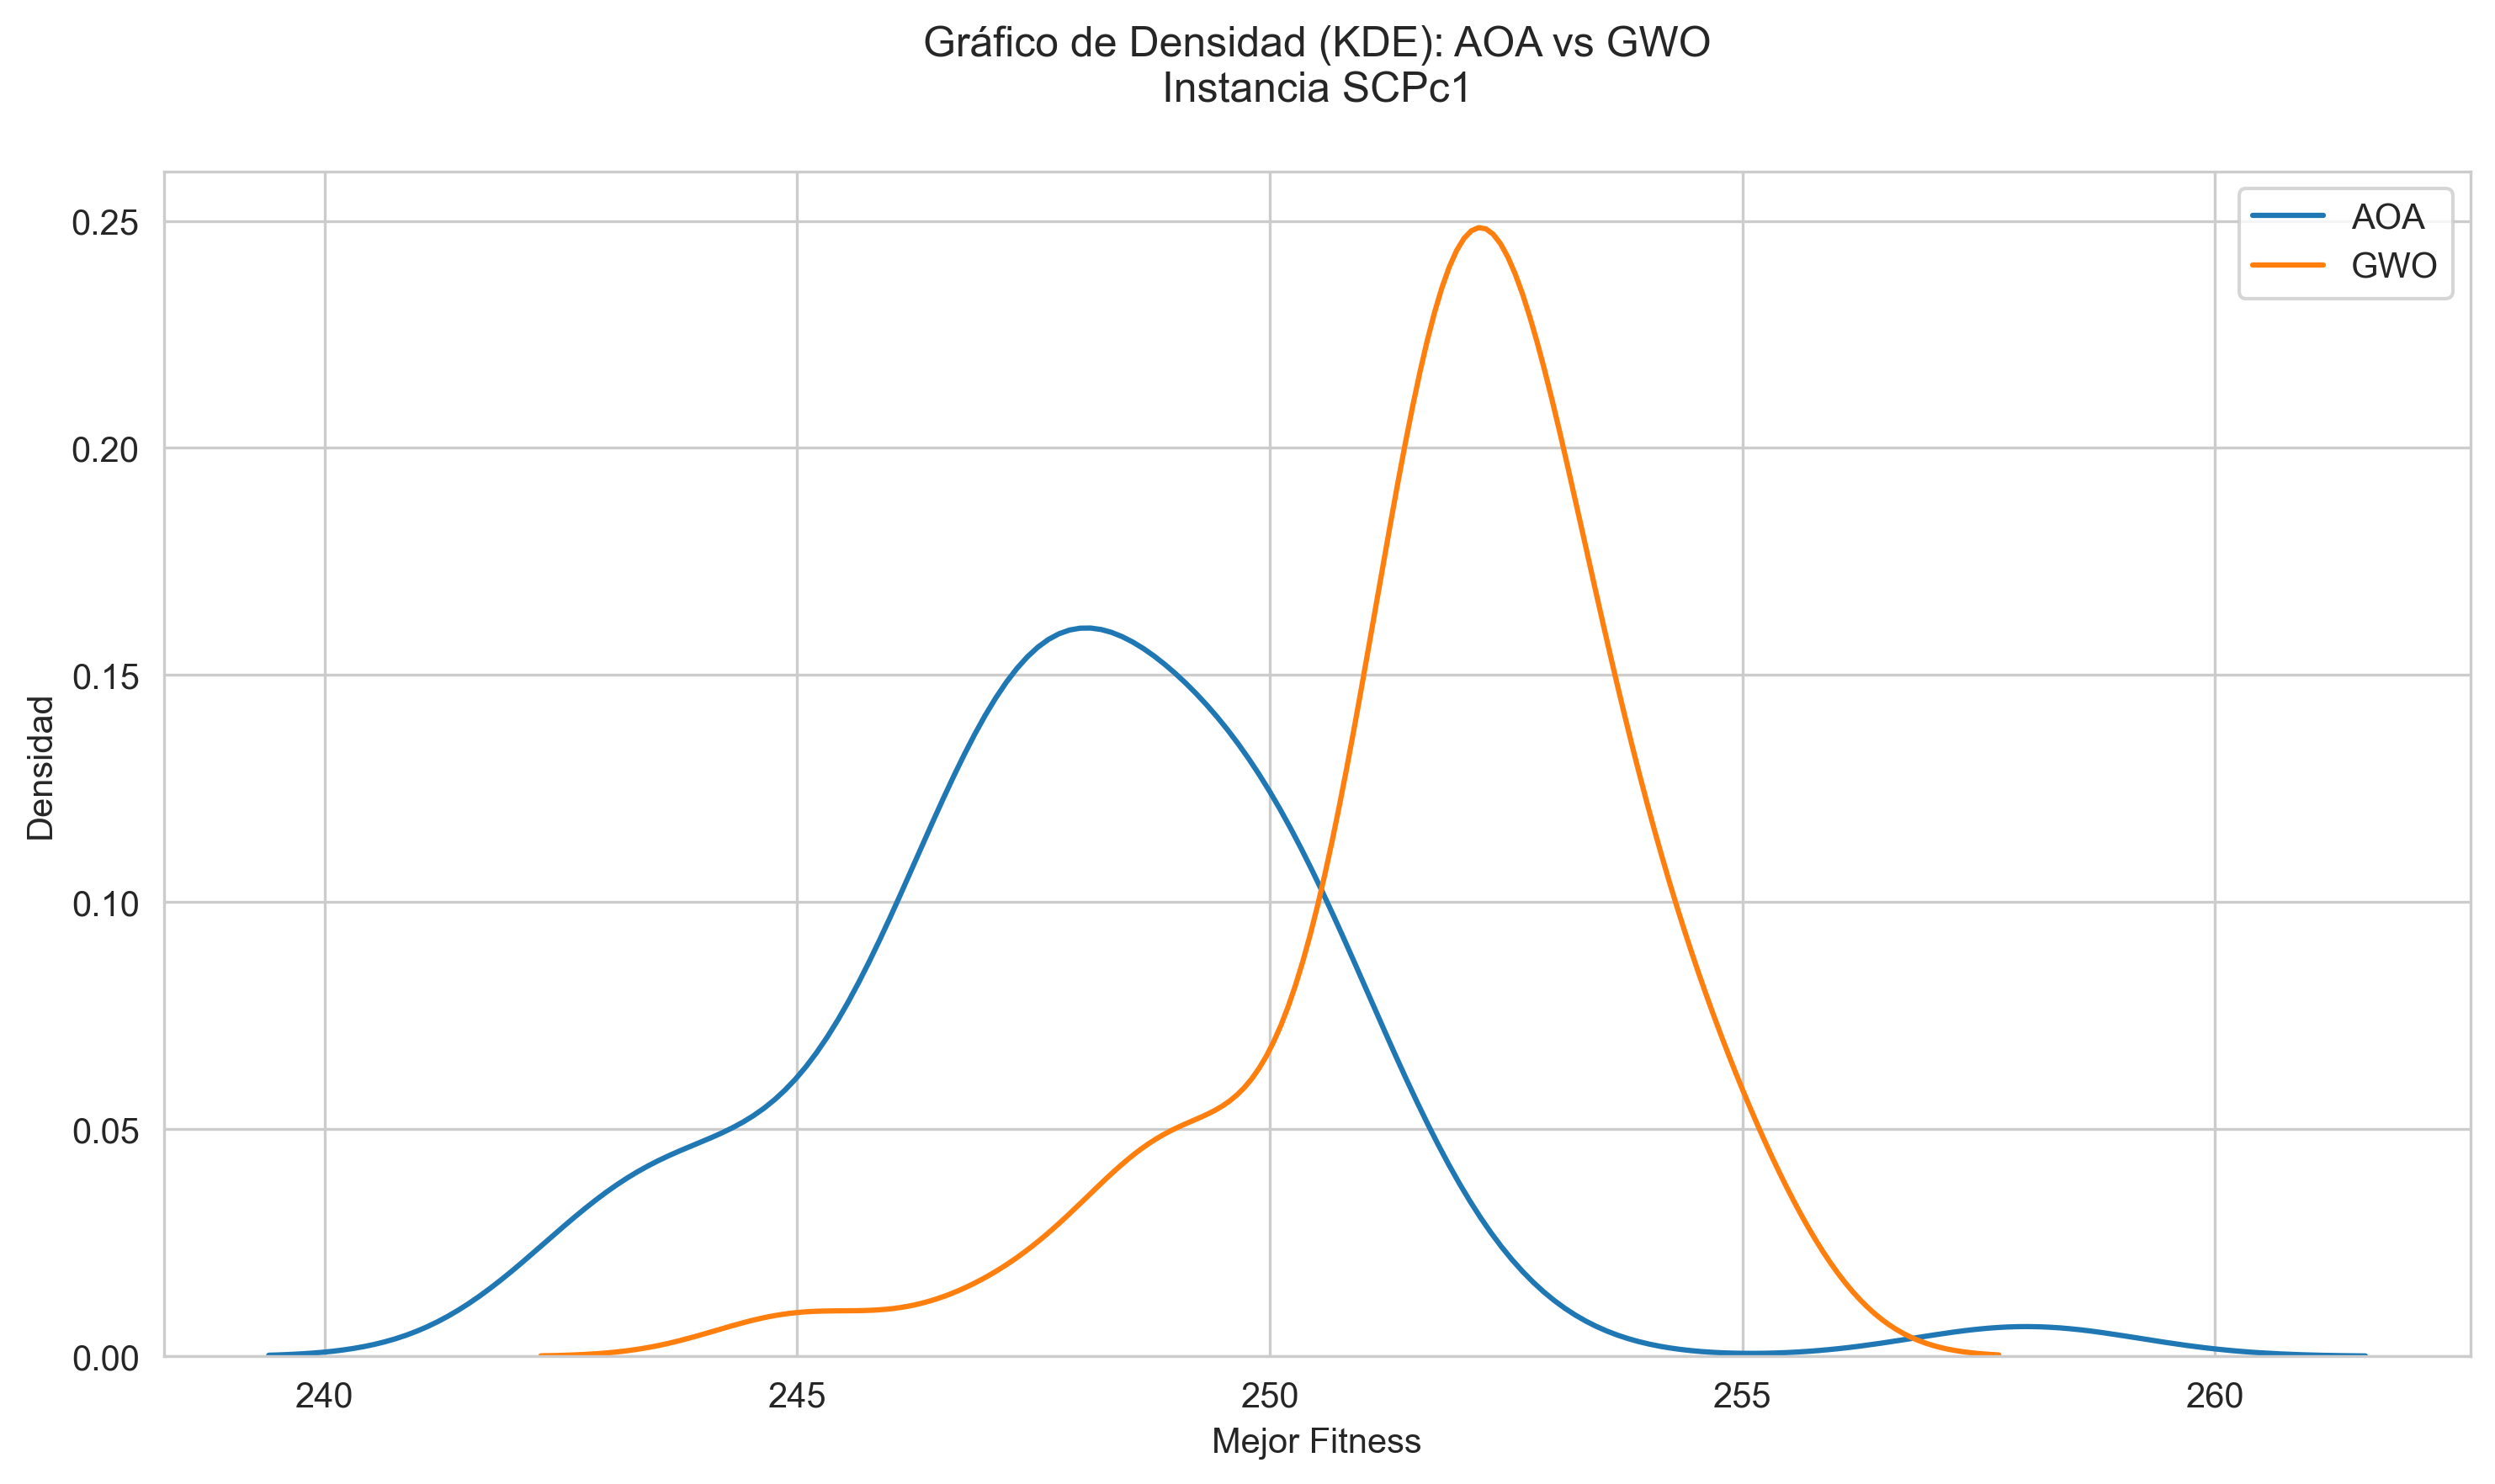 Gráfico de Densidad (KDE): AOA vs GWO
Instancia SCPc1
AOA
GWO
Densidad
0.25
0.20
0.15
0.10
0.05
0.00
240
245
250
255
260
Mejor Fitness